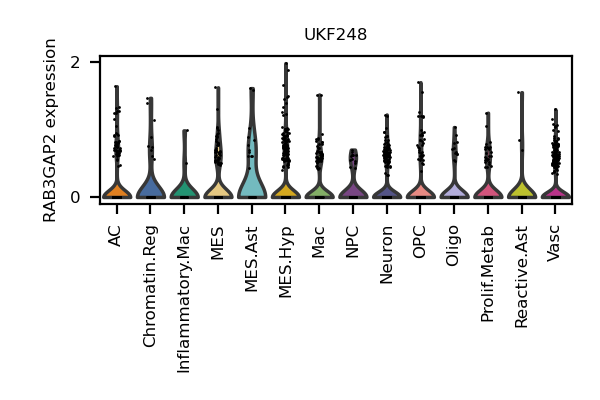 UKF248
RAB3GAP2 expression
2
0
AC
Chromatin.Reg
Inflammatory.Mac
MES
MES.Ast
MES.Hyp
Mac
NPC
Neuron
OPC
Oligo
Prolif.Metab
Reactive.Ast
Vasc